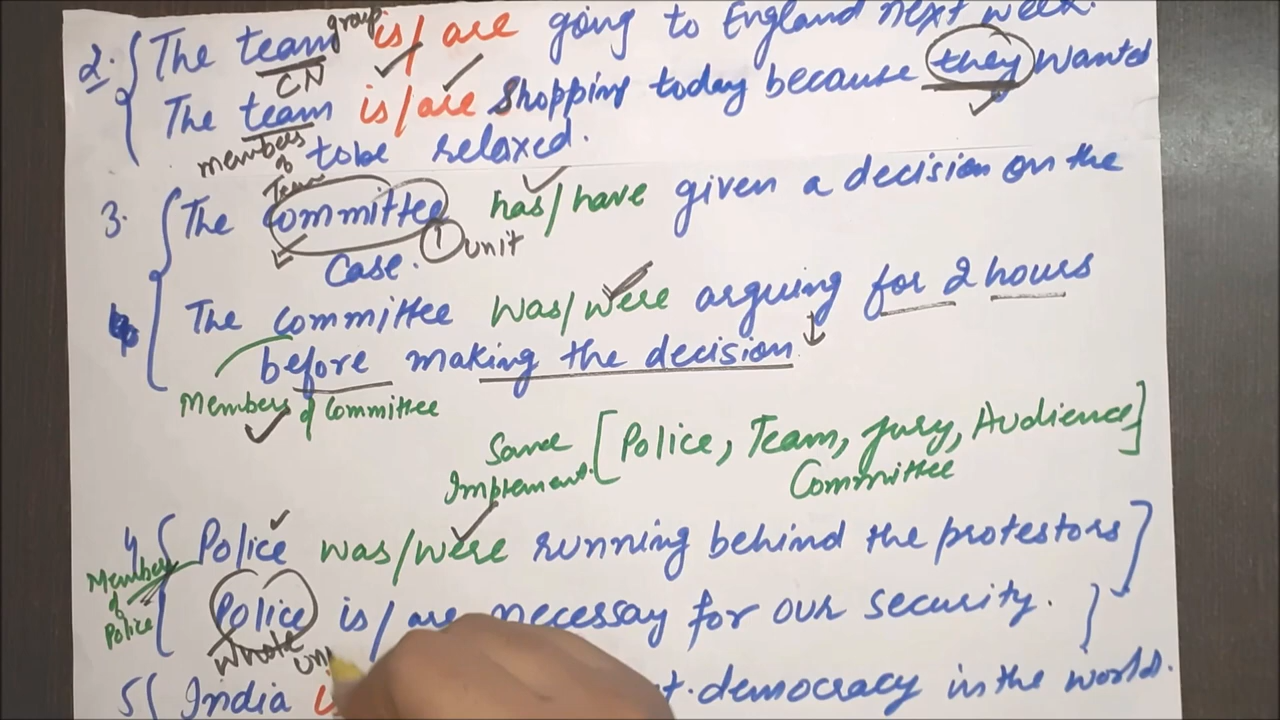 group
2. The team is/are going to England next week.
CN
The team is/are shopping today because they wanted
members of Team
tobe relaxed.
3. The committee has/have given a decision on the
① unit
Case.
The committee was/were arguing for 2 hours
before making the decision
Members of Committee
Same Implement. [Police, Team, Jury, Audience]
Committee
4 Police was/were running behind the protestors
Members of Police
Police is/are necessay for our security.
whole
5 India democracy in the world.